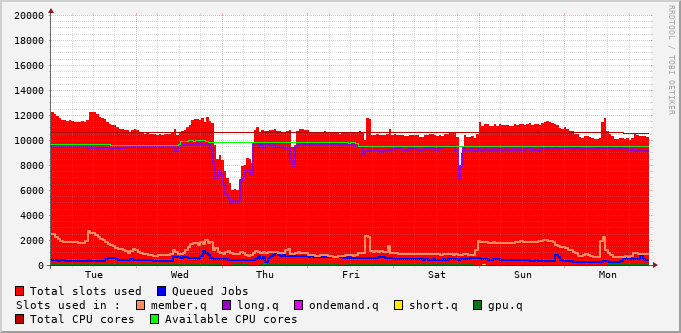 20000
18000
16000
14000
12000
10000
8000
6000
4000
2000
0
Tue Wed Thu Fri Sat Sun Mon
RRDTOOL / TOBI OETIKER
Total slots used Queued Jobs
Slots used in : member.q long.q ondemand.q short.q gpu.q
Total CPU cores Available CPU cores